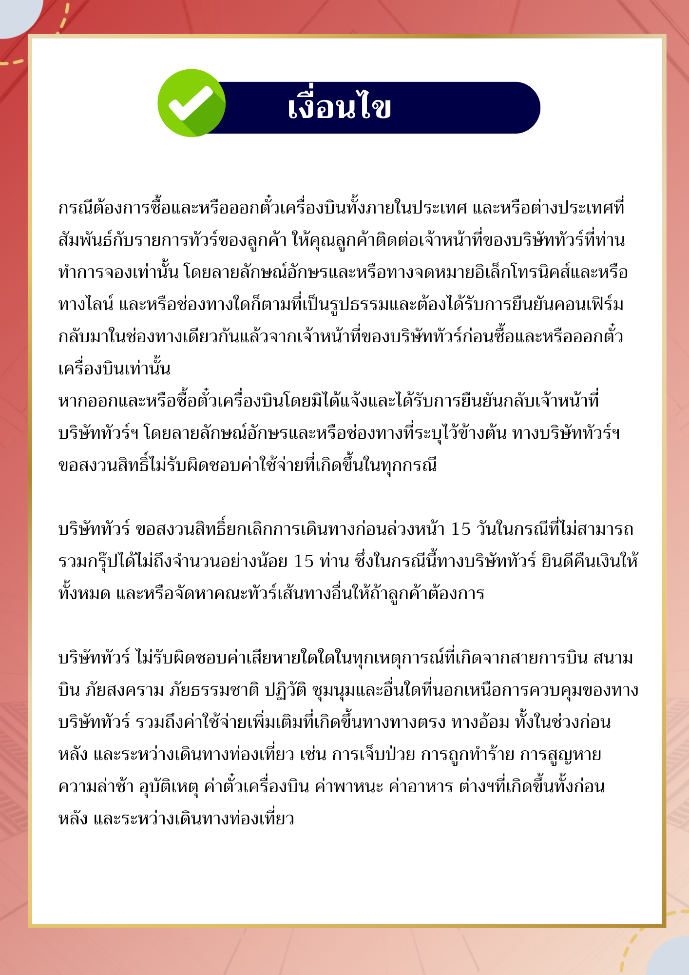 เงื่อนไข
กรณีต้องการซื้อและหรือออกตั๋วเครื่องบินทั้งภายในประเทศ และหรือต่างประเทศที่
สัมพันธ์กับรายการทัวร์ของลูกค้า ให้คุณลูกค้าติดต่อเจ้าหน้าที่ของบริษัททัวร์ที่ท่าน
ทำการจองเท่านั้น โดยลายลักษณ์อักษรและหรือทางจดหมายอิเล็กโทรนิคส์และหรือ
ทางไลน์ และหรือช่องทางใดก็ตามที่เป็นรูปธรรมและต้องได้รับการยืนยันคอนเฟิร์ม
กลับมาในช่องทางเดียวกันแล้วจากเจ้าหน้าที่ของบริษัททัวร์ก่อนซื้อและหรือออกตั๋ว
เครื่องบินเท่านั้น
หากออกและหรือซื้อตั๋วเครื่องบินโดยมิได้แจ้งและได้รับการยืนยันกลับเจ้าหน้าที่
บริษัททัวร์ฯ โดยลายลักษณ์อักษรและหรือช่องทางที่ระบุไว้ข้างต้น ทางบริษัททัวร์ฯ
ขอสงวนสิทธิ์ไม่รับผิดชอบค่าใช้จ่ายที่เกิดขึ้นในทุกกรณี
บริษัททัวร์ ขอสงวนสิทธิ์ยกเลิกการเดินทางก่อนล่วงหน้า 15 วันในกรณีที่ไม่สามารถ
รวมกรุ๊ปได้ไม่ถึงจำนวนอย่างน้อย 15 ท่าน ซึ่งในกรณีนี้ทางบริษัททัวร์ ยินดีคืนเงินให้
ทั้งหมด และหรือจัดหาคณะทัวร์เส้นทางอื่นให้ถ้าลูกค้าต้องการ
บริษัททัวร์ ไม่รับผิดชอบค่าเสียหายใดใดในทุกเหตุการณ์ที่เกิดจากสายการบิน สนาม
บิน ภัยสงคราม ภัยธรรมชาติ ปฏิวัติ ชุมนุมและอื่นใดที่นอกเหนือการควบคุมของทาง
บริษัททัวร์ รวมถึงค่าใช้จ่ายเพิ่มเติมที่เกิดขึ้นทางทางตรง ทางอ้อม ทั้งในช่วงก่อน
หลัง และระหว่างเดินทางท่องเที่ยว เช่น การเจ็บป่วย การถูกทำร้าย การสูญหาย
ความล่าช้า อุบัติเหตุ ค่าตั๋วเครื่องบิน ค่าพาหนะ ค่าอาหาร ต่างฯที่เกิดขึ้นทั้งก่อน
หลัง และระหว่างเดินทางท่องเที่ยว